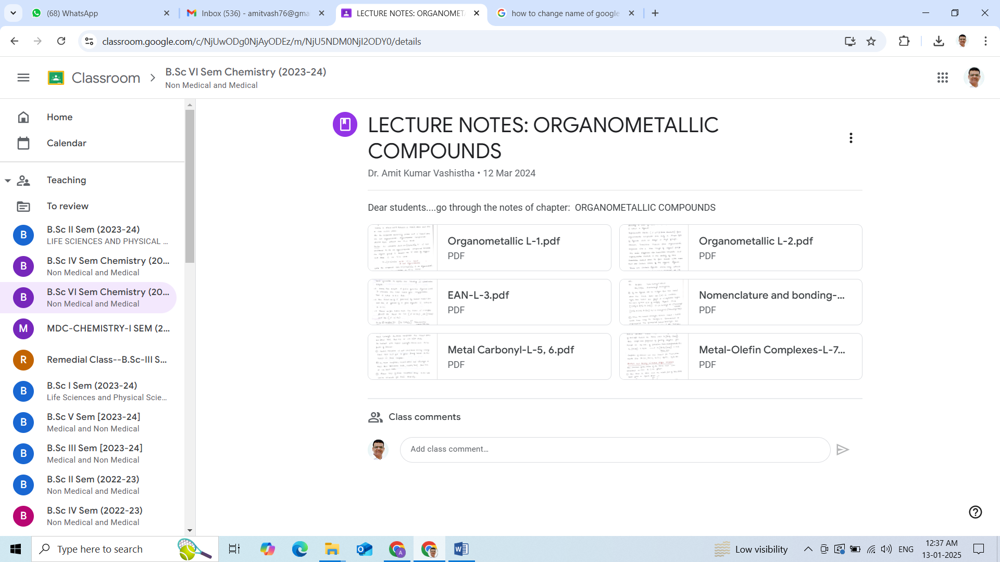 (68) WhatsApp
Inbox (536) - amitvash76@gma
LECTURE NOTES: ORGANOMETA
how to change name of google
classroom.google.com/c/NjUwODg0NjAyODEz/m/NjU5NDM0NjI2ODY0/details
Classroom
B.Sc VI Sem Chemistry (2023-24)
Non Medical and Medical
Home
Calendar
Teaching
To review
B
B.Sc II Sem (2023-24)
LIFE SCIENCES AND PHYSICAL ...
B
B.Sc IV Sem Chemistry (20...
Non Medical and Medical
B
B.Sc VI Sem Chemistry (20...
Non Medical and Medical
M
MDC-CHEMISTRY-I SEM (2...
R
Remedial Class--B.Sc-III S...
B
B.Sc I Sem (2023-24)
Life Sciences and Physical Scie...
B
B.Sc V Sem [2023-24]
Medical and Non Medical
B
B.Sc III Sem [2023-24]
Medical and Non Medical
B
B.Sc II Sem (2022-23)
Non Medical and Medical
B
B.Sc IV Sem (2022-23)
Non Medical and Medical
LECTURE NOTES: ORGANOMETALLIC
COMPOUNDS
Dr. Amit Kumar Vashistha • 12 Mar 2024
Dear students....go through the notes of chapter:  ORGANOMETALLIC COMPOUNDS
Organometallic L-1.pdf
PDF
Organometallic L-2.pdf
PDF
EAN-L-3.pdf
PDF
Nomenclature and bonding-...
PDF
Metal Carbonyl-L-5, 6.pdf
PDF
Metal-Olefin Complexes-L-7...
PDF
Class comments
Add class comment...
Type here to search
Low visibility
ENG
12:37 AM
13-01-2025